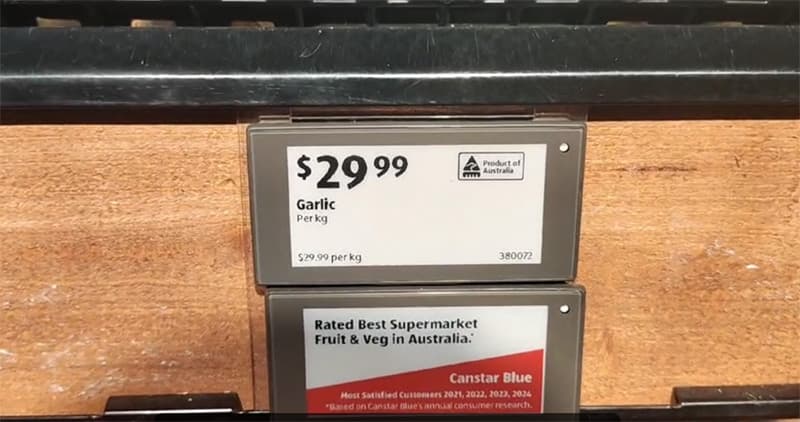 $29 99
Product of
Australia
Garlic
Per kg
$29.99 per kg
380072
Rated Best Supermarket
Fruit & Veg in Australia.*
Canstar Blue
Most Satisfied Customers 2021, 2022, 2023, 2024
*Based on Canstar Blue's annual consumer research.